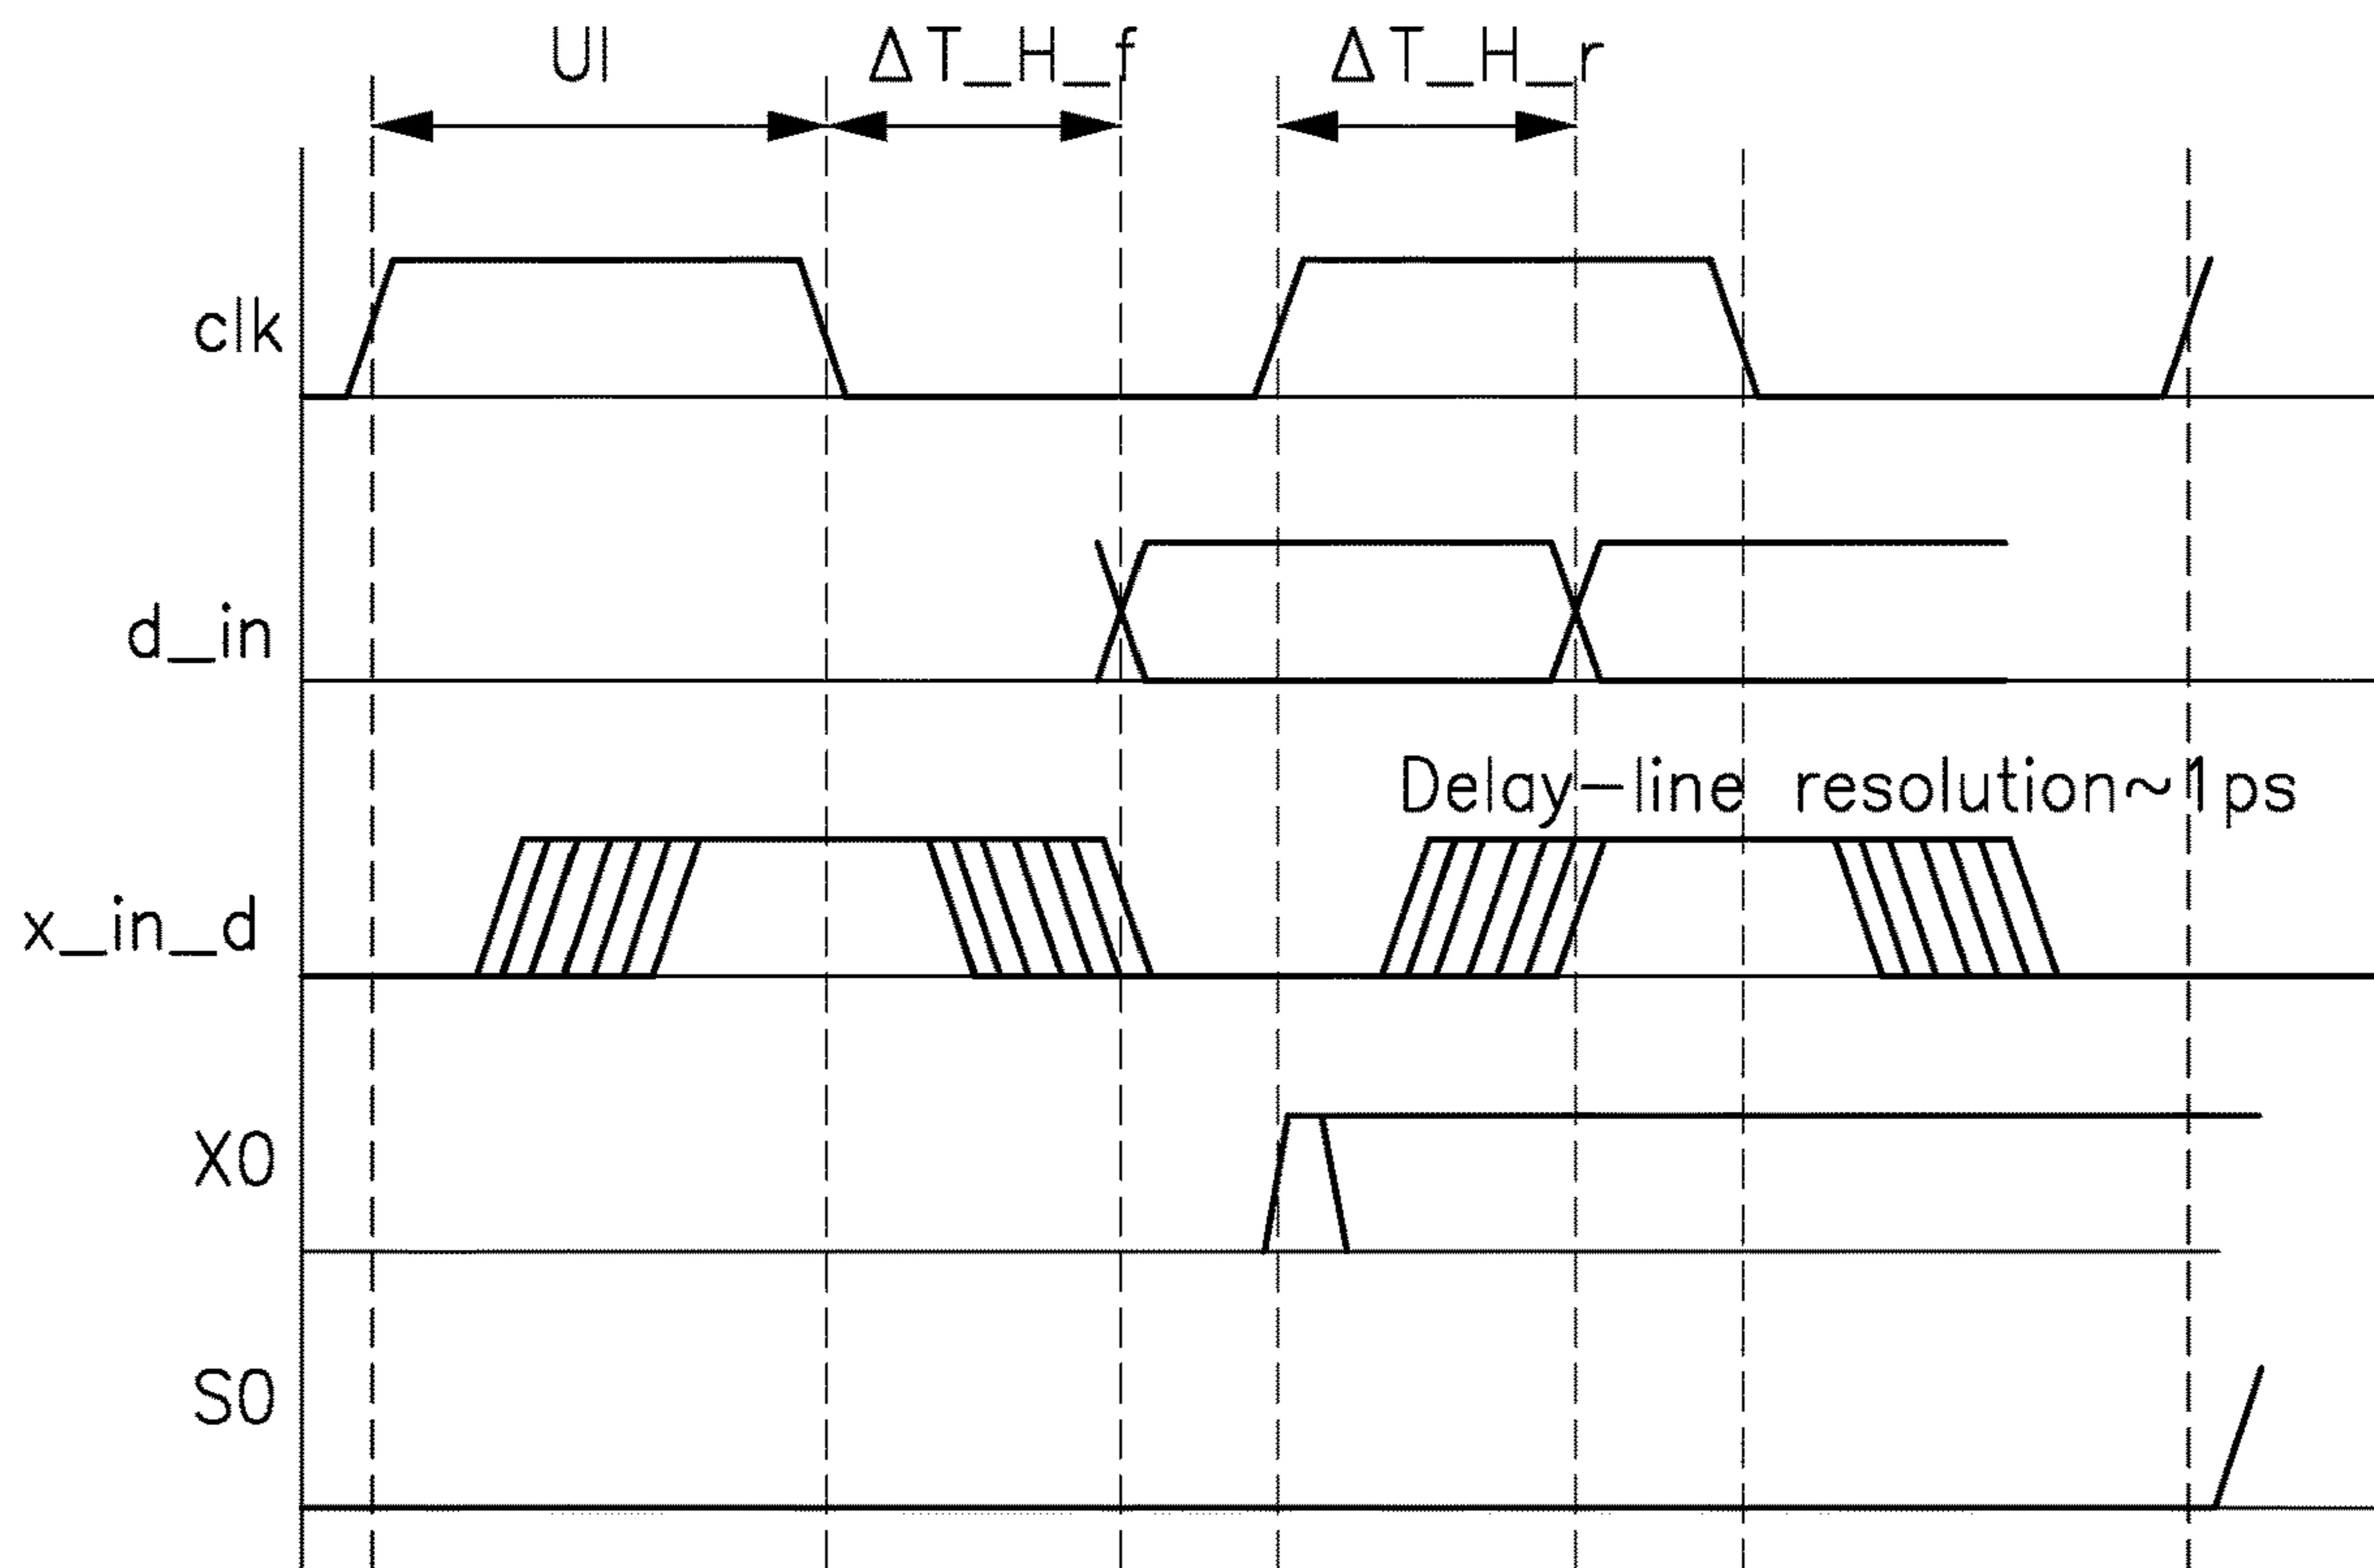 UI
ΔT_H_f
ΔT_H_r
clk
d_in
Delay-line resolution~1ps
x_in_d
X0
S0